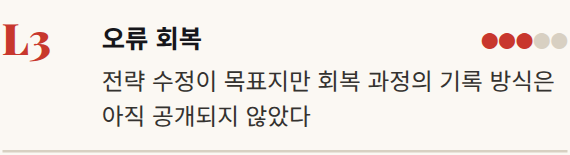 L3
오류 회복
전략 수정이 목표지만 회복 과정의 기록 방식은
아직 공개되지 않았다